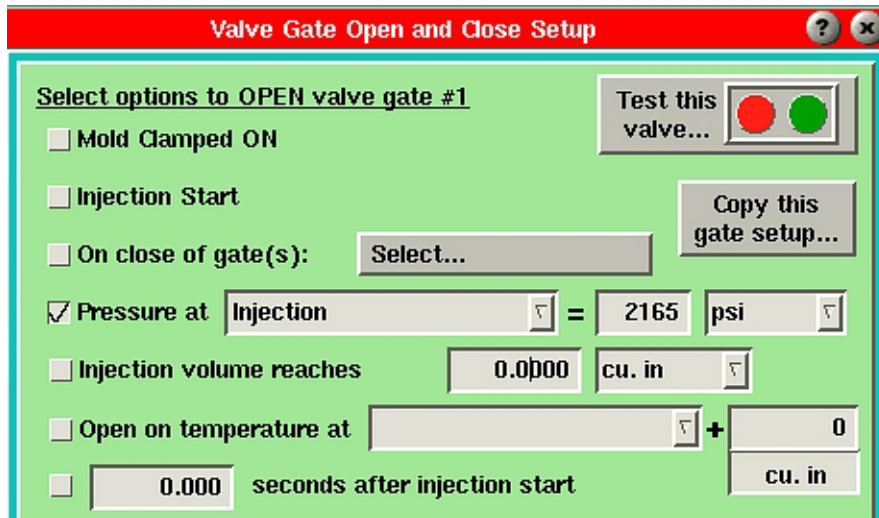 Valve Gate Open and Close Setup ? x
Select options to OPEN valve gate #1
Test this
valve...
Mold Clamped ON
Injection Start
Copy this
gate setup...
On close of gate(s): Select...
Pressure at Injection = 2165 psi
Injection volume reaches 0.0000 cu. in
Open on temperature at + 0
cu. in
0.000 seconds after injection start